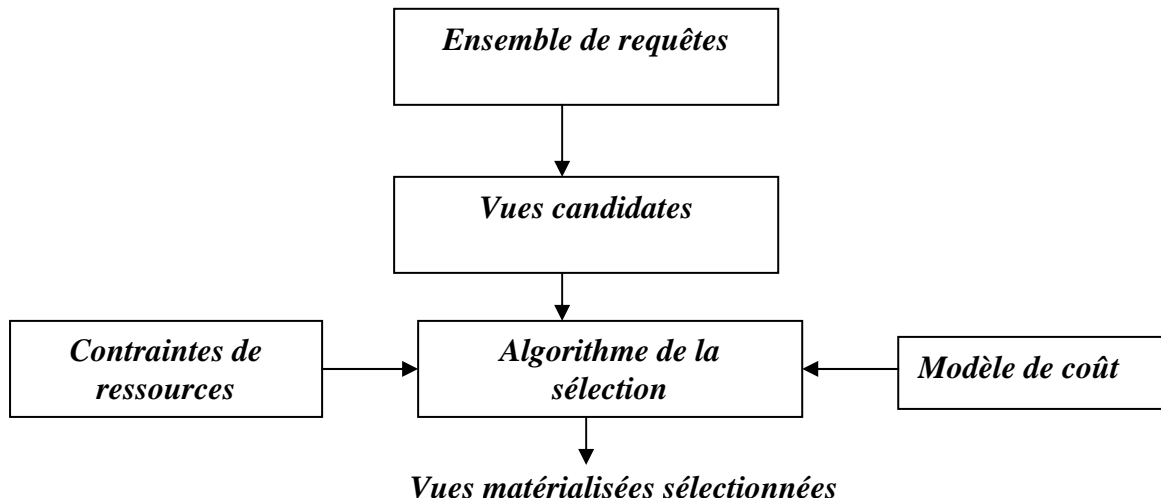 Ensemble de requêtes
Vues candidates
Contraintes de
ressources
Algorithme de la
sélection
Modèle de coût
Vues matérialisées sélectionnées